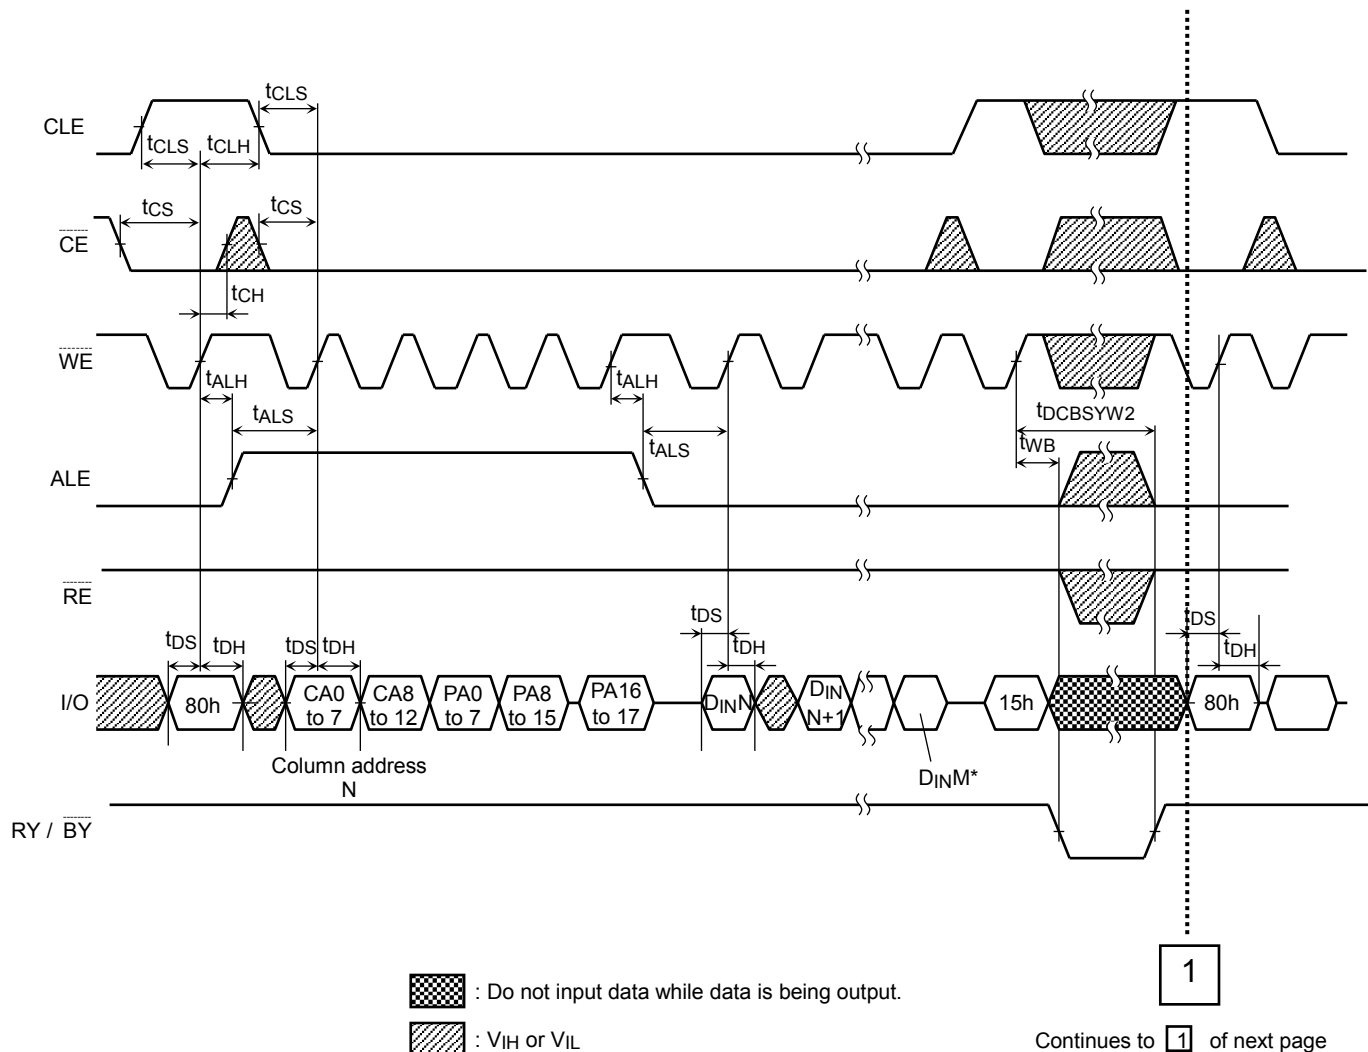 tCLS
CLE
tCLS tCLH
tCS tCS
CE
tCH
WE
tALH tALH
tALS tDCBSYW2
tALS tWB
ALE
RE
tDS tDS
tDS tDH tDS tDH tDH tDH
I/O 80h CA0 to 7 CA8 to 12 PA0 to 7 PA8 to 15 PA16 to 17 DINN DIN N+1 15h 80h
Column address
N
DINM*
RY / BY
1
: Do not input data while data is being output.
: VIH or VIL
Continues to 1 of next page